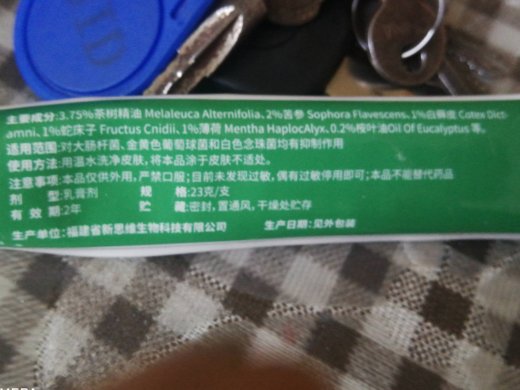 主要成分:3.75%茶树精油 Melaleuca Alternifolia、2%苦参 Sophora Flavescens、1%白藓皮 Cotex Dict-
amni、1%蛇床子 Fructus Cnidii、1%薄荷 Mentha HaplocAlyx、0.2%桉叶油Oil Of Eucalyptus 等。
适用范围:对大肠杆菌、金黄色葡萄球菌和白色念珠菌均有抑制作用
使用方法:用温水洗净皮肤,将本品涂于皮肤不适处。
注意事项:本品仅供外用,严禁口服;目前未发现过敏,偶有过敏停用即可;本品不能替代药品
剂 型:乳膏剂 规 格:23克/支
有 效 期:2年 贮 藏:密封,置通风,干燥处贮存
生产单位:福建省新思维生物科技有限公司 生产日期:见外包装